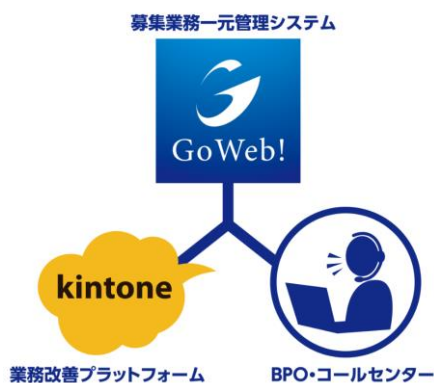 募集業務一元管理システム
GoWeb!
kintone
業務改善プラットフォーム
BPO・コールセンター